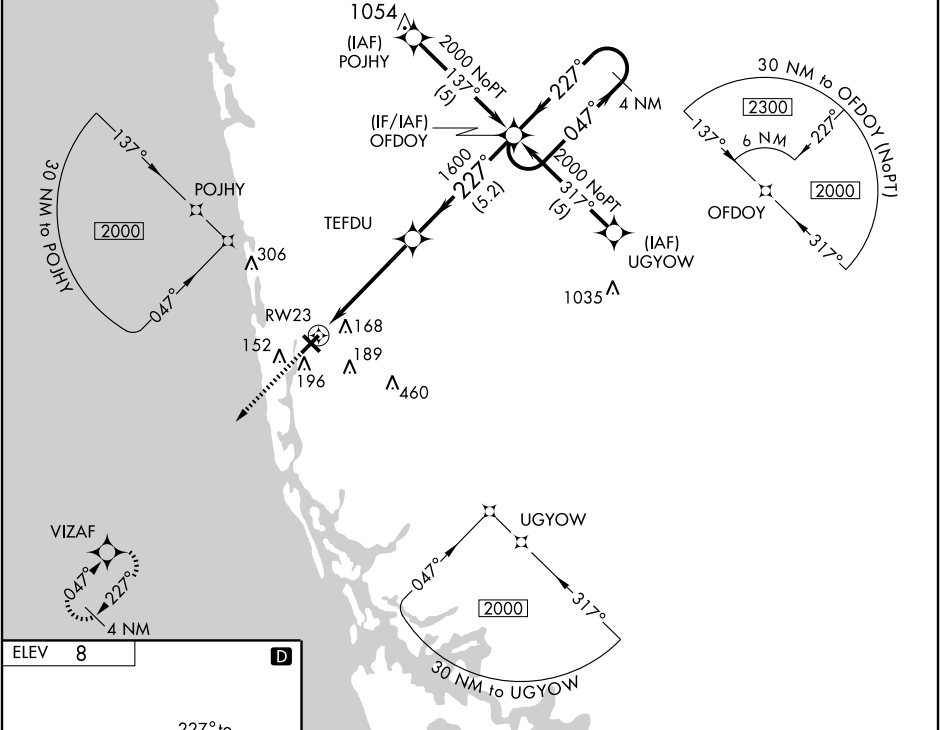 1054
(IAF)
POJHY
2000 NoPT
137°
(5)
227°
047°
4 NM
(IF/IAF)
OFDOY
1600
227°
(5.2)
2000 NoPT
317°
(5)
(IAF)
UGYOW
1035
TEFDU
RW23
306
168
152
196
189
460
137°
POJHY
30 NM to POJHY
2000
047°
30 NM to OFDOY (NoPT)
2300
137°
6 NM
227°
2000
OFDOY
317°
VIZAF
047°
227°
4 NM
UGYOW
047°
317°
2000
30 NM to UGYOW
ELEV 8
D
227° to